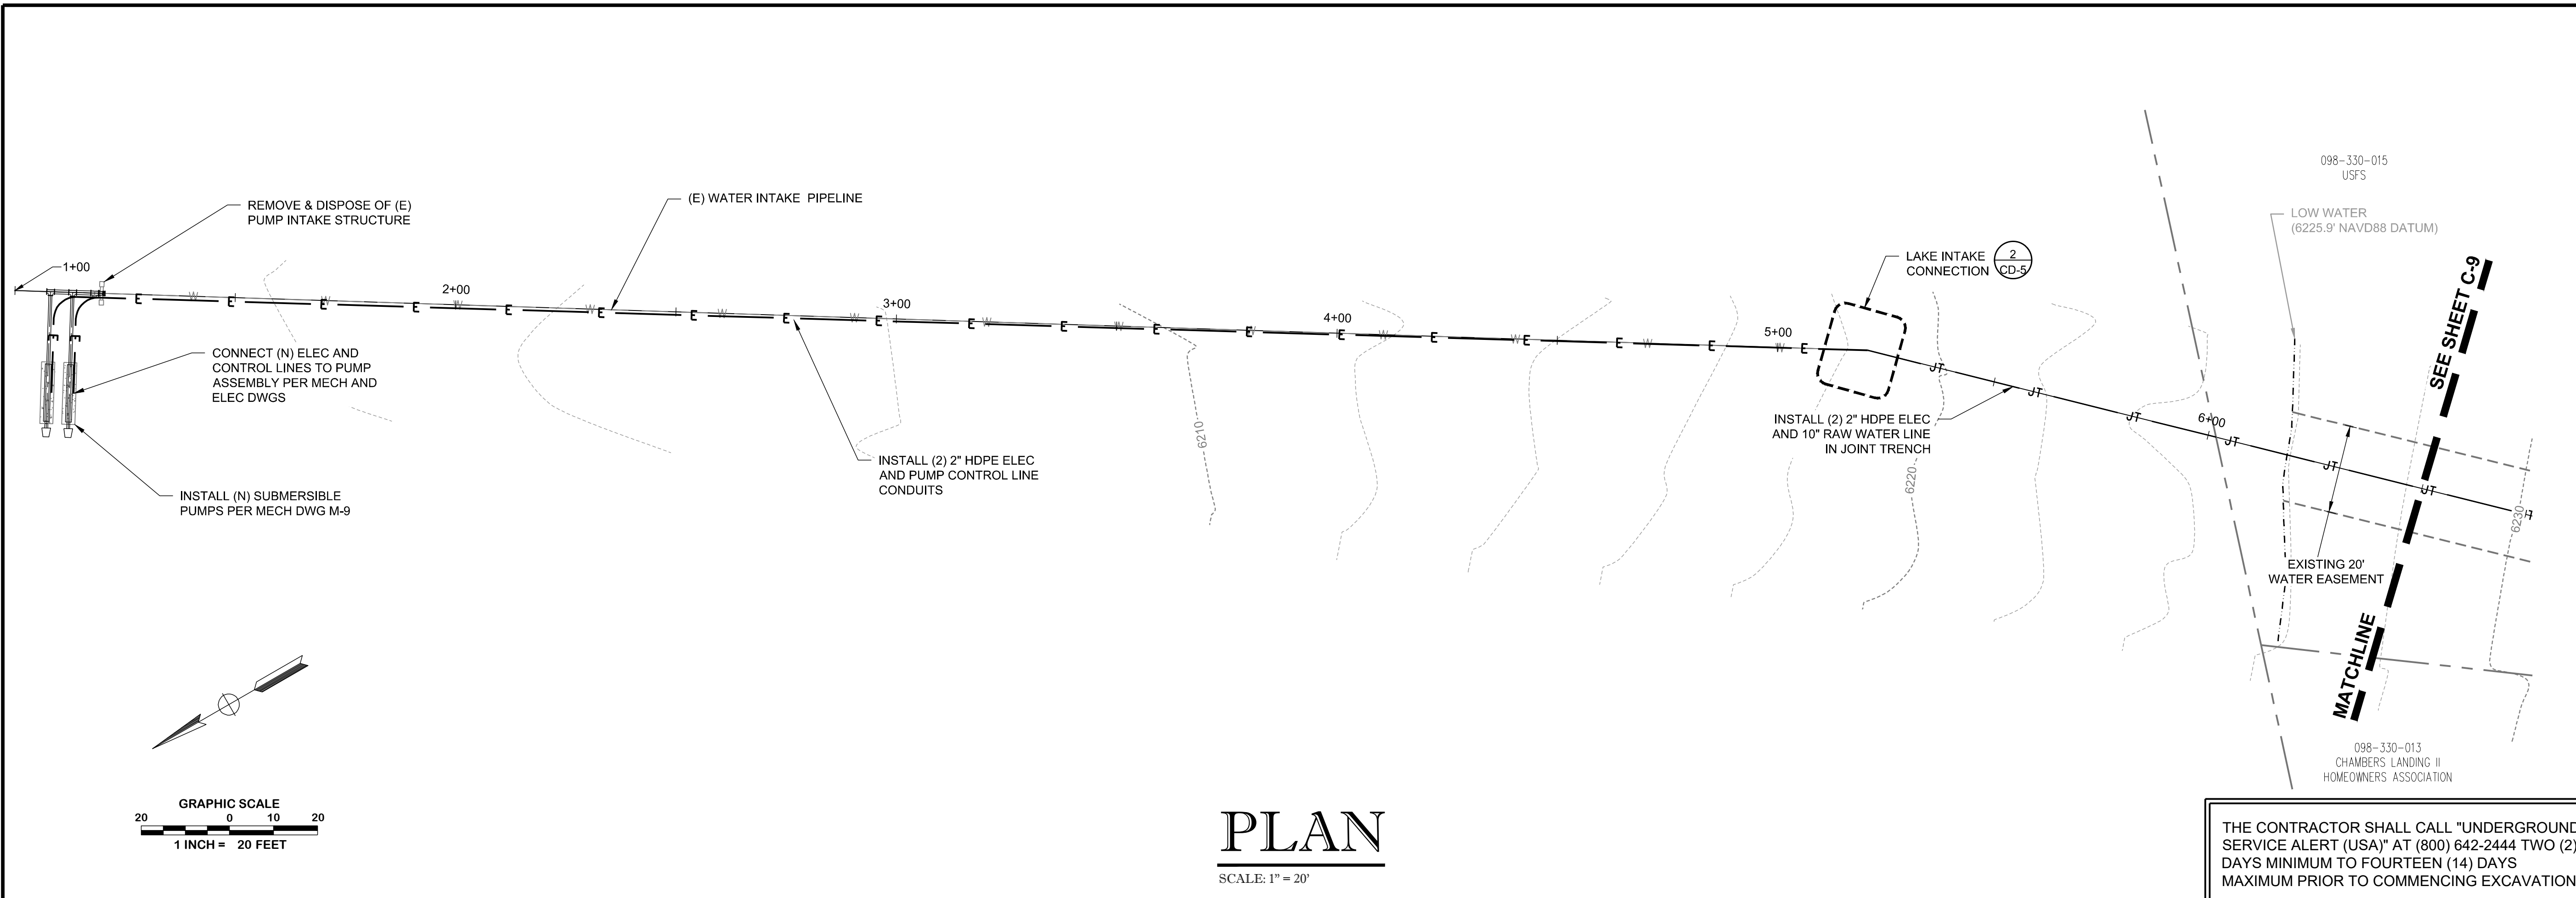 098-330-015
USFS
LOW WATER
(6225.9' NAVD88 DATUM)
REMOVE & DISPOSE OF (E)
PUMP INTAKE STRUCTURE
(E) WATER INTAKE PIPELINE
LAKE INTAKE
CONNECTION
2
CD-5
SEE SHEET C-9
MATCHLINE
1+00
2+00
3+00
4+00
5+00
6+00
E E E E E E E E E E E E E E E E E E E
E E
W W W W W W W W W W W W W
JT JT JT JT JT JT JT
CONNECT (N) ELEC AND
CONTROL LINES TO PUMP
ASSEMBLY PER MECH AND
ELEC DWGS
INSTALL (N) SUBMERSIBLE
PUMPS PER MECH DWG M-9
INSTALL (2) 2" HDPE ELEC
AND PUMP CONTROL LINE
CONDUITS
6210
INSTALL (2) 2" HDPE ELEC
AND 10" RAW WATER LINE
IN JOINT TRENCH
6220
6230
EXISTING 20'
WATER EASEMENT
098-330-013
CHAMBERS LANDING II
HOMEOWNERS ASSOCIATION
GRAPHIC SCALE
20 0 10 20
1 INCH = 20 FEET
PLAN
SCALE: 1" = 20'
THE CONTRACTOR SHALL CALL "UNDERGROUND
SERVICE ALERT (USA)" AT (800) 642-2444 TWO (2)
DAYS MINIMUM TO FOURTEEN (14) DAYS
MAXIMUM PRIOR TO COMMENCING EXCAVATION